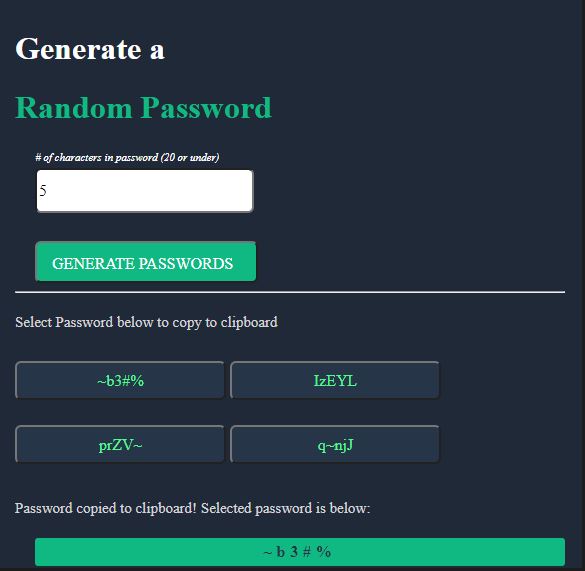 Generate a
Random Password
# of characters in password (20 or under)
5
GENERATE PASSWORDS
Select Password below to copy to clipboard
~b3#% IzEYL
prZV~ q~njJ
Password copied to clipboard! Selected password is below:
~ b 3 # %